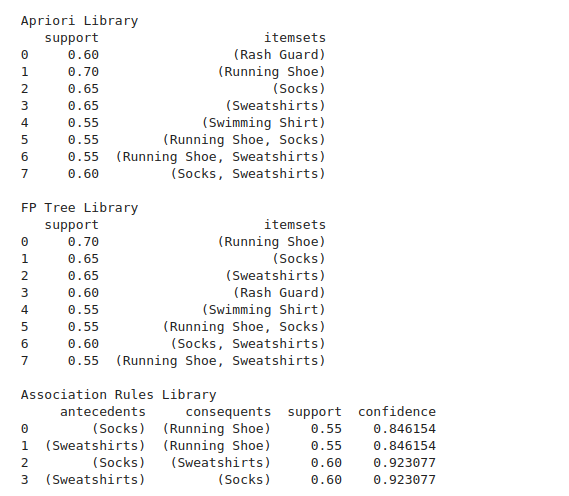 Apriori Library
support itemsets
0 0.60 (Rash Guard)
1 0.70 (Running Shoe)
2 0.65 (Socks)
3 0.65 (Sweatshirts)
4 0.55 (Swimming Shirt)
5 0.55 (Running Shoe, Socks)
6 0.55 (Running Shoe, Sweatshirts)
7 0.60 (Socks, Sweatshirts)
FP Tree Library
support itemsets
0 0.70 (Running Shoe)
1 0.65 (Socks)
2 0.65 (Sweatshirts)
3 0.60 (Rash Guard)
4 0.55 (Swimming Shirt)
5 0.55 (Running Shoe, Socks)
6 0.60 (Socks, Sweatshirts)
7 0.55 (Running Shoe, Sweatshirts)
Association Rules Library
antecedents consequents support confidence
0 (Socks) (Running Shoe) 0.55 0.846154
1 (Sweatshirts) (Running Shoe) 0.55 0.846154
2 (Socks) (Sweatshirts) 0.60 0.923077
3 (Sweatshirts) (Socks) 0.60 0.923077